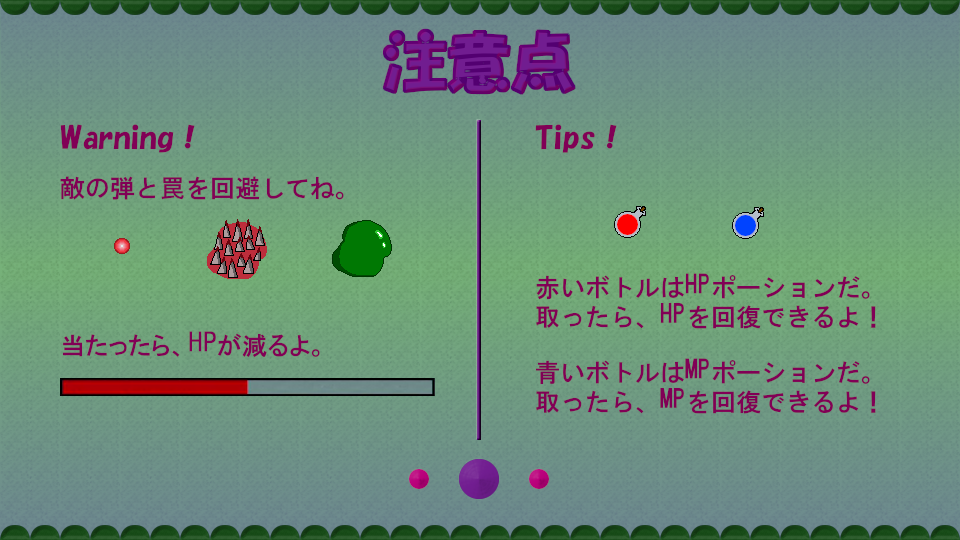 注意点
Warning!
敵の弾と罠を回避してね。
当たったら、HPが減るよ。
Tips!
赤いボトルはHPポーションだ。
取ったら、HPを回復できるよ!
青いボトルはMPポーションだ。
取ったら、MPを回復できるよ!